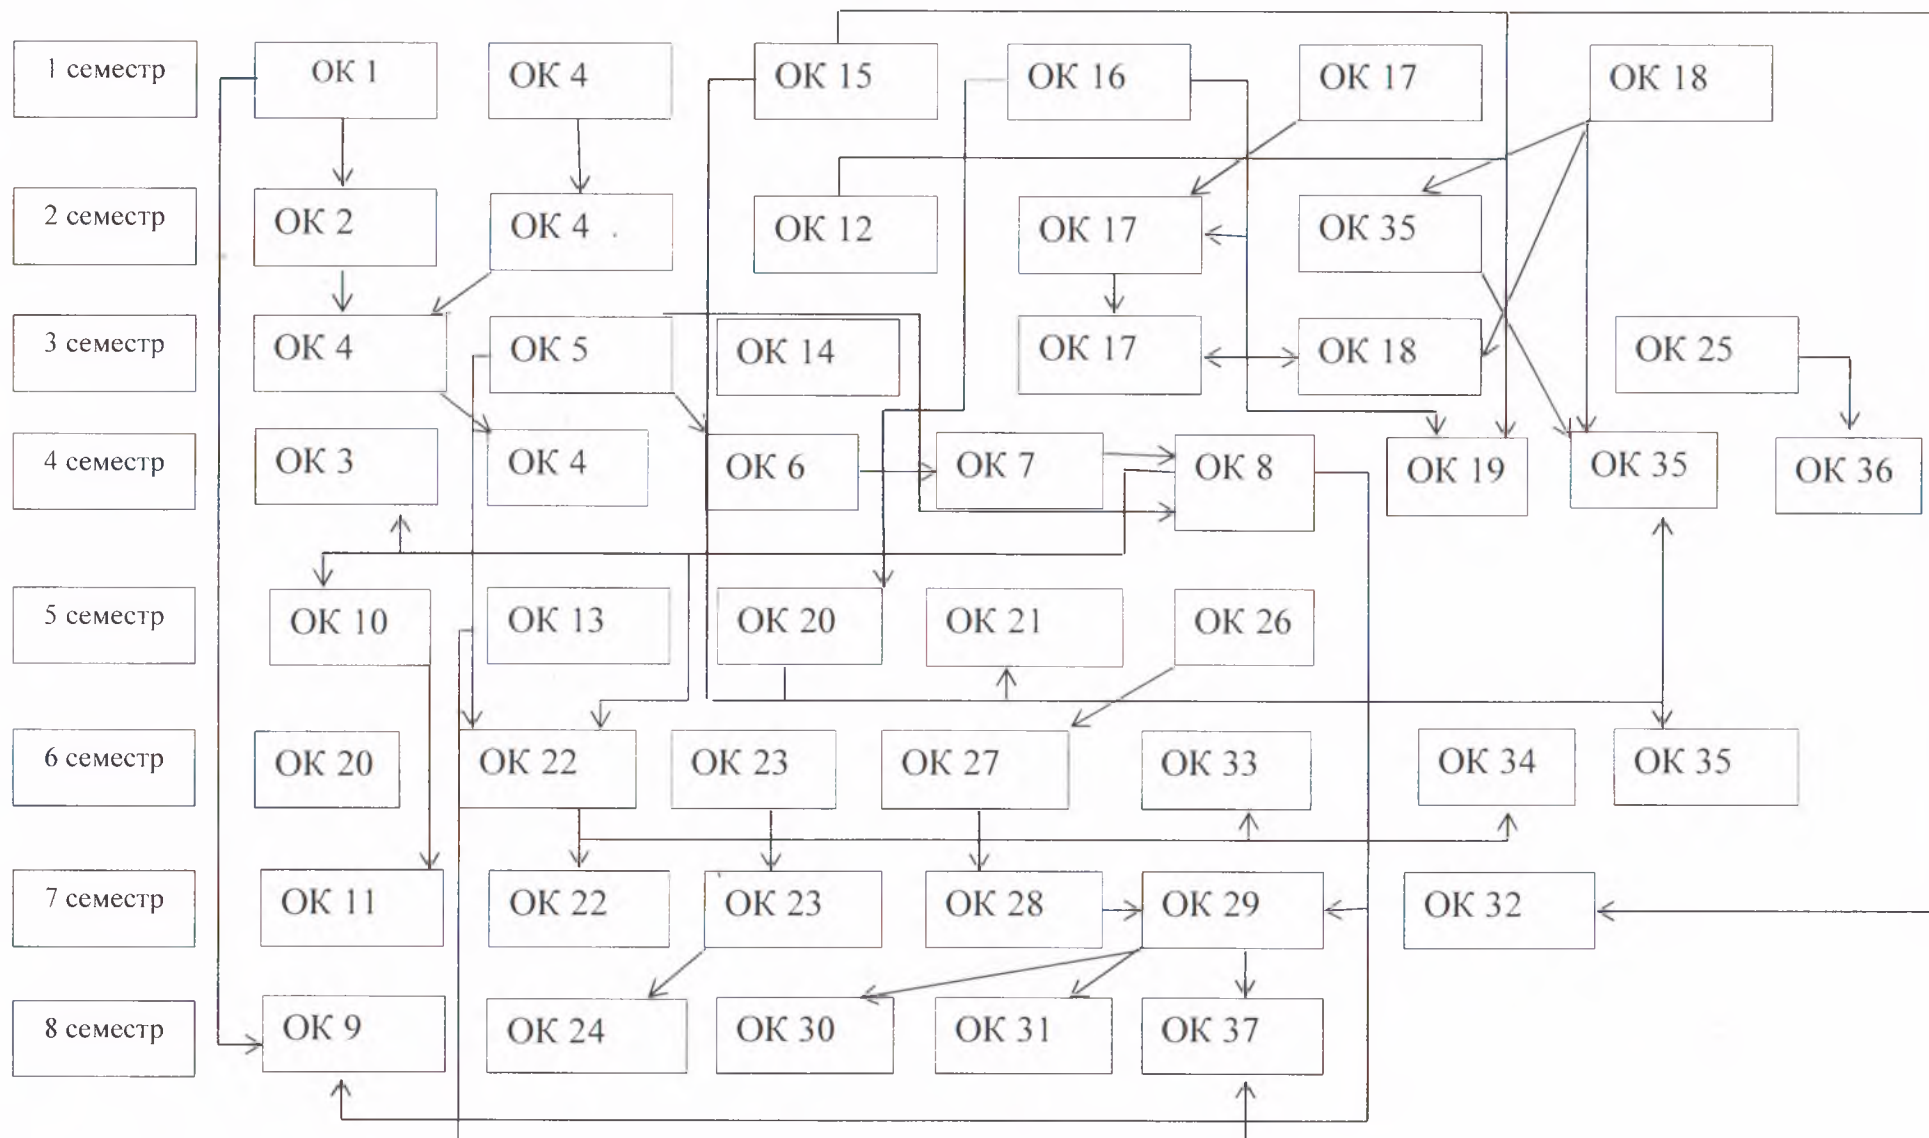 1 семестр
ОК 1
ОК 4
ОК 15
ОК 16
ОК 17
ОК 18
2 семестр
ОК 2
ОК 4
ОК 12
ОК 17
ОК 35
3 семестр
ОК 4
ОК 5
ОК 14
ОК 17
ОК 18
ОК 25
4 семестр
ОК 3
ОК 4
ОК 6
ОК 7
ОК 8
ОК 19
ОК 35
ОК 36
5 семестр
ОК 10
ОК 13
ОК 20
ОК 21
ОК 26
6 семестр
ОК 20
ОК 22
ОК 23
ОК 27
ОК 33
ОК 34
ОК 35
7 семестр
ОК 11
ОК 22
ОК 23
ОК 28
ОК 29
ОК 32
8 семестр
ОК 9
ОК 24
ОК 30
ОК 31
ОК 37